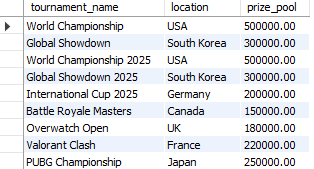 tournament_name location prize_pool
World Championship USA 500000.00
Global Showdown South Korea 300000.00
World Championship 2025 USA 500000.00
Global Showdown 2025 South Korea 300000.00
International Cup 2025 Germany 200000.00
Battle Royale Masters Canada 150000.00
Overwatch Open UK 180000.00
Valorant Clash France 220000.00
PUBG Championship Japan 250000.00